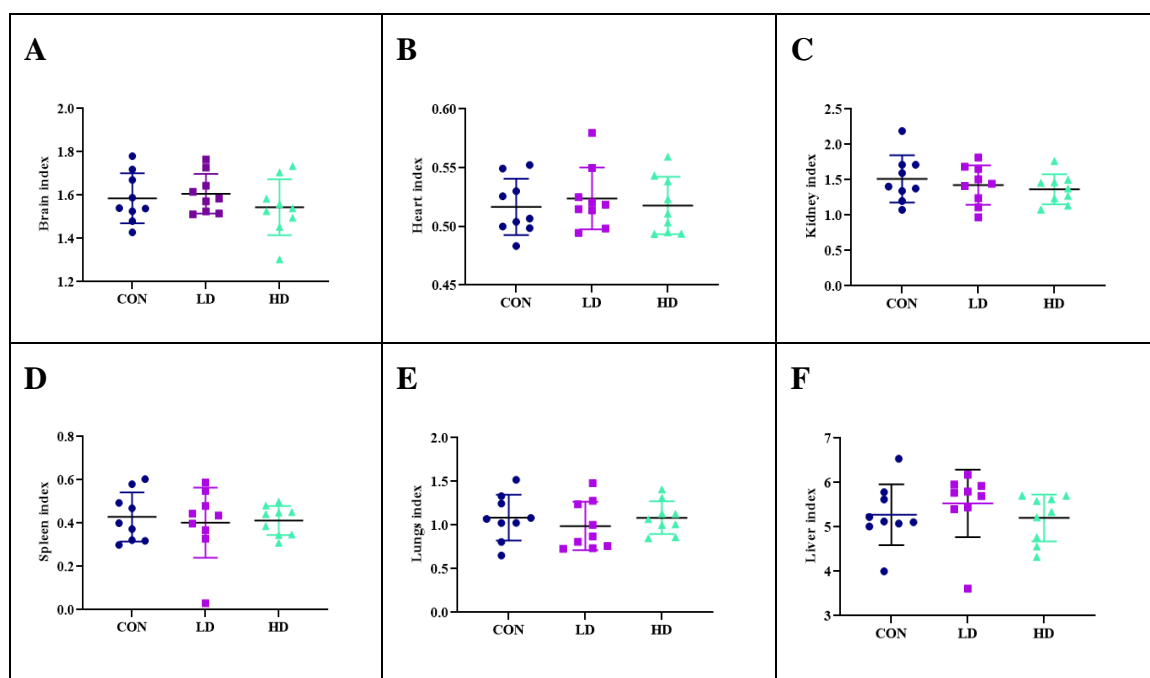 A
B
C
Brain index
2.0
1.8
1.6
1.4
1.2
CON LD HD
Heart index
0.60
0.55
0.50
0.45
CON LD HD
Kidney index
2.5
2.0
1.5
1.0
0.5
0.0
CON LD HD
D
E
F
Spleen index
0.8
0.6
0.4
0.2
0.0
CON LD HD
Lungs index
2.0
1.5
1.0
0.5
0.0
CON LD HD
Liver index
7
6
5
4
3
CON LD HD